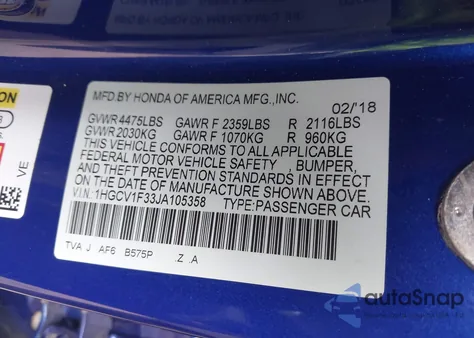 MFD.BY HONDA OF AMERICA MFG.,INC.
02/'18
GVWR 4475LBS GAWR F 2359LBS R 2116LBS
GVWR 2030KG GAWR F 1070KG R 960KG
THIS VEHICLE CONFORMS TO ALL APPLICABLE
FEDERAL MOTOR VEHICLE SAFETY , BUMPER,
AND THEFT PREVENTION STANDARDS IN EFFECT
ON THE DATE OF MANUFACTURE SHOWN ABOVE.
V.I.N.: 1HGCV1F33JA105358 TYPE:PASSENGER CAR
TVA J AF6 B575P .Z .A
VE
autoSnap